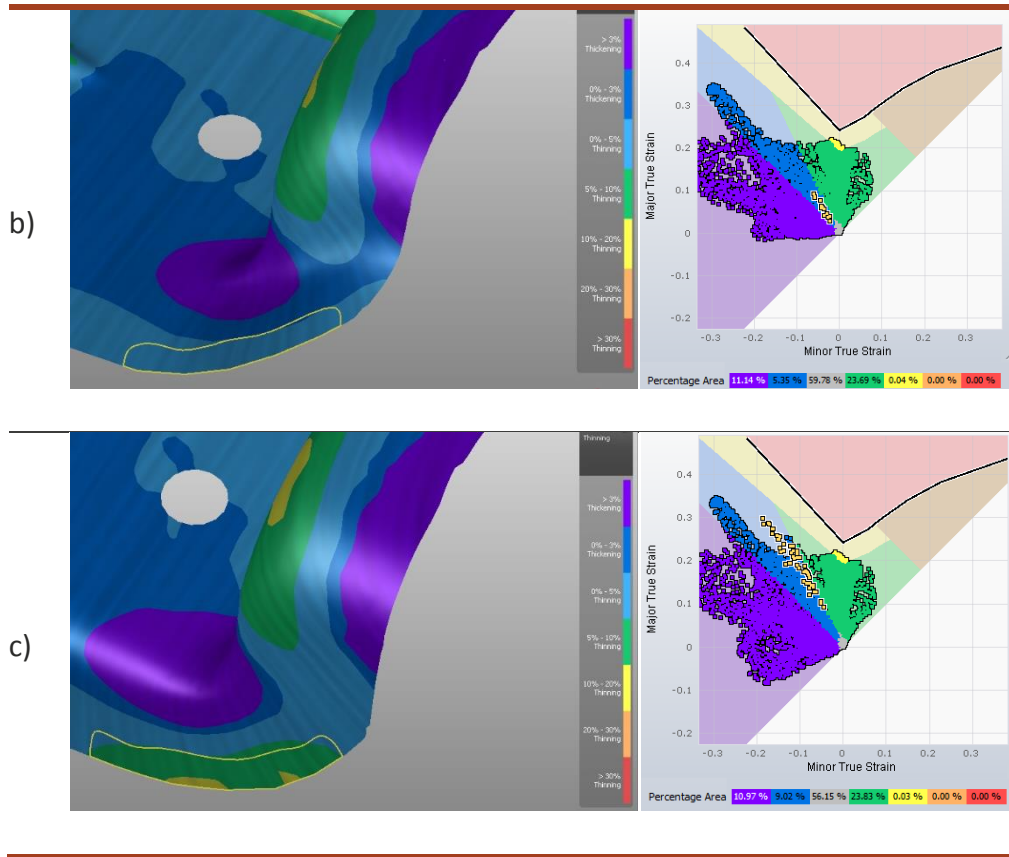 b)
> 3%
Thickening
0% - 3%
Thickening
0% - 5%
Thinning
5% - 10%
Thinning
10% - 20%
Thinning
20% - 30%
Thinning
> 30%
Thinning
Major True Strain
0.4
0.3
0.2
0.1
0
-0.1
-0.2
-0.3 -0.2 -0.1 0 0.1 0.2 0.3
Minor True Strain
Percentage Area 11.14 % 5.35 % 59.78 % 23.69 % 0.04 % 0.00 % 0.00 %
c)
Thinning
> 3%
Thickening
0% - 3%
Thickening
0% - 5%
Thinning
5% - 10%
Thinning
10% - 20%
Thinning
20% - 30%
Thinning
> 30%
Thinning
Major True Strain
0.4
0.3
0.2
0.1
0
-0.1
-0.2
-0.3 -0.2 -0.1 0 0.1 0.2 0.3
Minor True Strain
Percentage Area 10.97 % 9.02 % 56.15 % 23.83 % 0.03 % 0.00 % 0.00 %